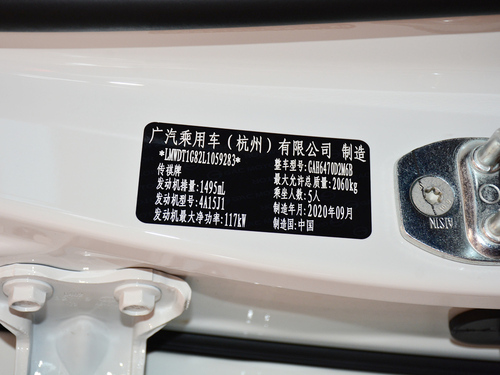 广汽乘用车（杭州）有限公司 制造
*LMWDT1G82L1059283*
传祺牌
发动机排量:1495mL
发动机型号:4A15J1
发动机最大净功率:117kW
整车型号:GAH6470D2M6B
最大允许总质量:2060kg
乘坐人数:5人
制造年月:2020年09月
制造国:中国
AISTN